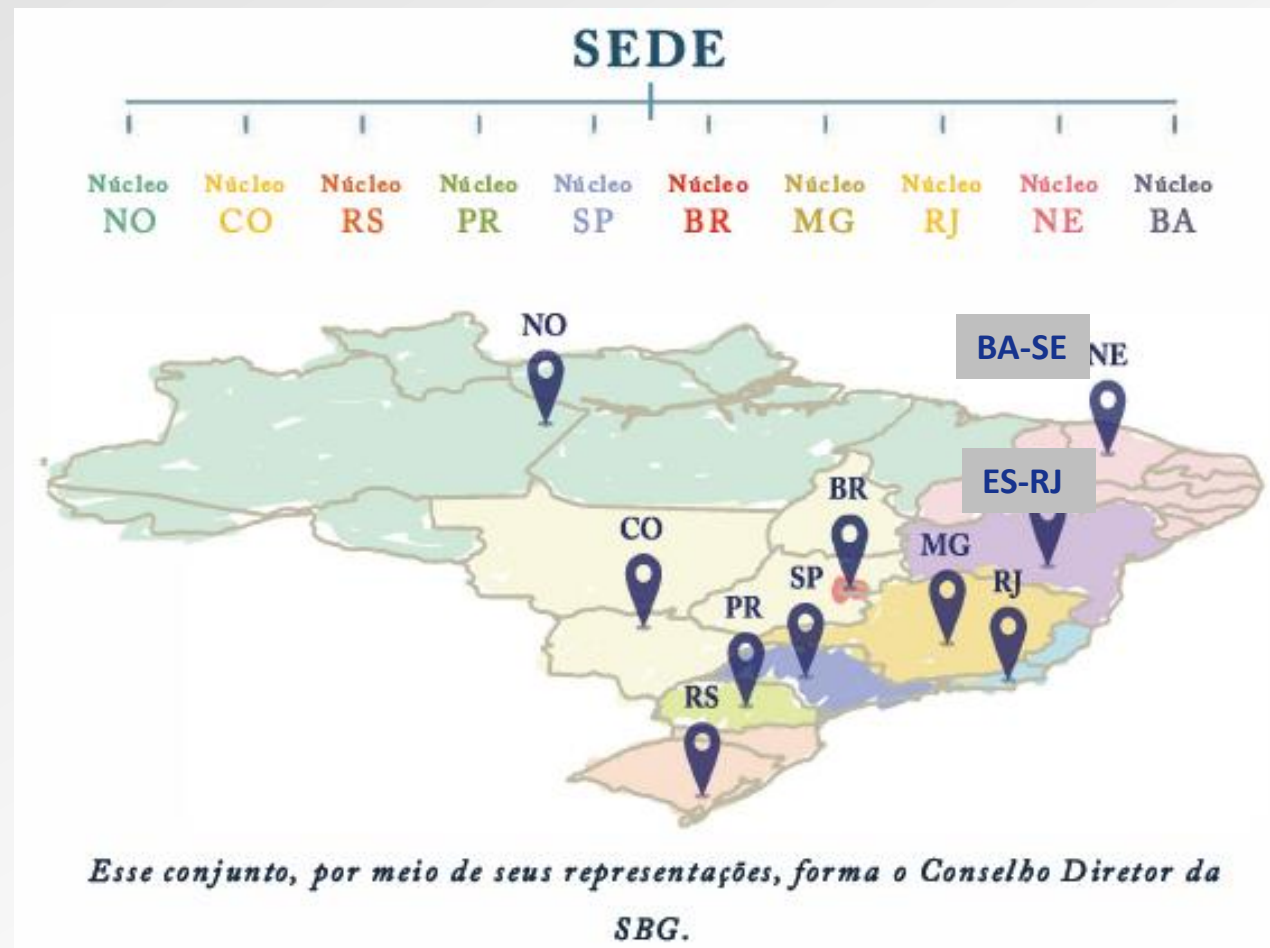 SEDE
Núcleo Núcleo Núcleo Núcleo Núcleo Núcleo Núcleo Núcleo Núcleo Núcleo
NO CO RS PR SP BR MG RJ NE BA
NO
BA-SE NE
ES-RJ
BR
CO
MG
SP
RJ
PR
RS
Esse conjunto, por meio de seus representações, forma o Conselho Diretor da
SBG.